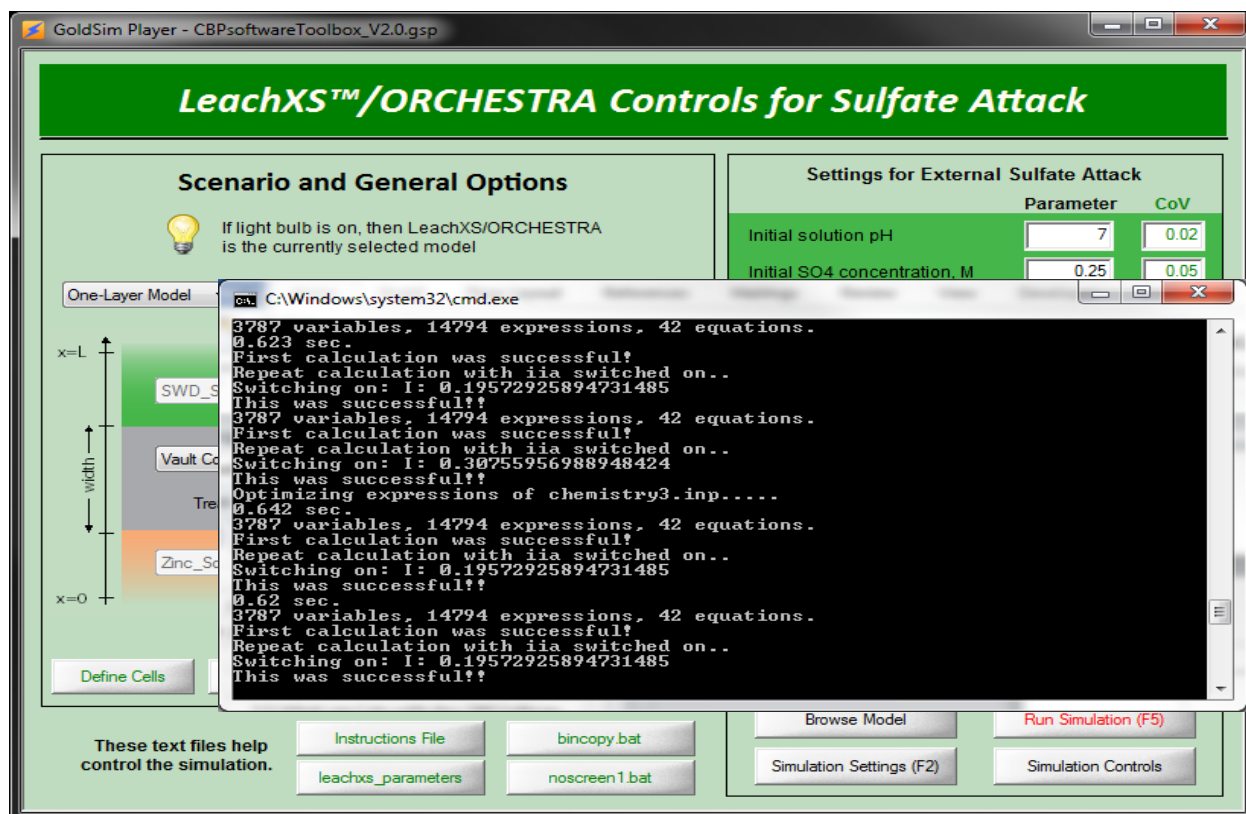 GoldSim Player - CBPsoftwareToolbox_V2.0.gsp
LeachXS™/ORCHESTRA Controls for Sulfate Attack
Scenario and General Options
If light bulb is on, then LeachXS/ORCHESTRA
is the currently selected model
One-Layer Model
Settings for External Sulfate Attack
Parameter CoV
Initial solution pH 7 0.02
Initial SO4 concentration, M 0.25 0.05
x=L
SWD_S
width
Vault Co
Trea
Zinc_So
x=0
C:\Windows\system32\cmd.exe
3787 variables, 14794 expressions, 42 equations.
0.623 sec.
First calculation was successful!
Repeat calculation with iia switched on..
Switching on: I: 0.19572925894731485
This was successful!!
3787 variables, 14794 expressions, 42 equations.
First calculation was successful!
Repeat calculation with iia switched on..
Switching on: I: 0.30755956988948424
This was successful!!
Optimizing expressions of chemistry3.inp.....
0.642 sec.
3787 variables, 14794 expressions, 42 equations.
First calculation was successful!
Repeat calculation with iia switched on..
Switching on: I: 0.19572925894731485
This was successful!!
0.62 sec.
3787 variables, 14794 expressions, 42 equations.
First calculation was successful!
Repeat calculation with iia switched on..
Switching on: I: 0.19572925894731485
This was successful!!
Define Cells
These text files help
control the simulation.
Instructions File
bincopy.bat
leachxs_parameters
noscreen1.bat
Browse Model
Run Simulation (F5)
Simulation Settings (F2)
Simulation Controls